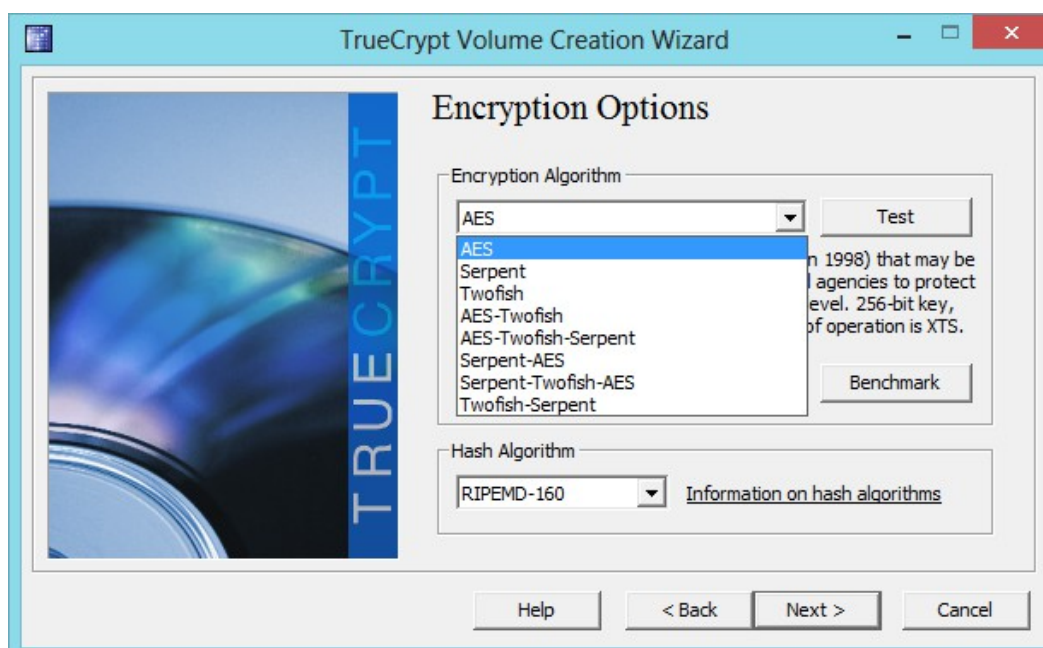 TrueCrypt Volume Creation Wizard
TRUECRYPT
Encryption Options
Encryption Algorithm
AES
Test
AES
Serpent
Twofish
AES-Twofish
AES-Twofish-Serpent
Serpent-AES
Serpent-Twofish-AES
Twofish-Serpent
n 1998) that may be
l agencies to protect
evel. 256-bit key,
of operation is XTS.
Benchmark
Hash Algorithm
RIPEMD-160
Information on hash algorithms
Help
< Back
Next >
Cancel